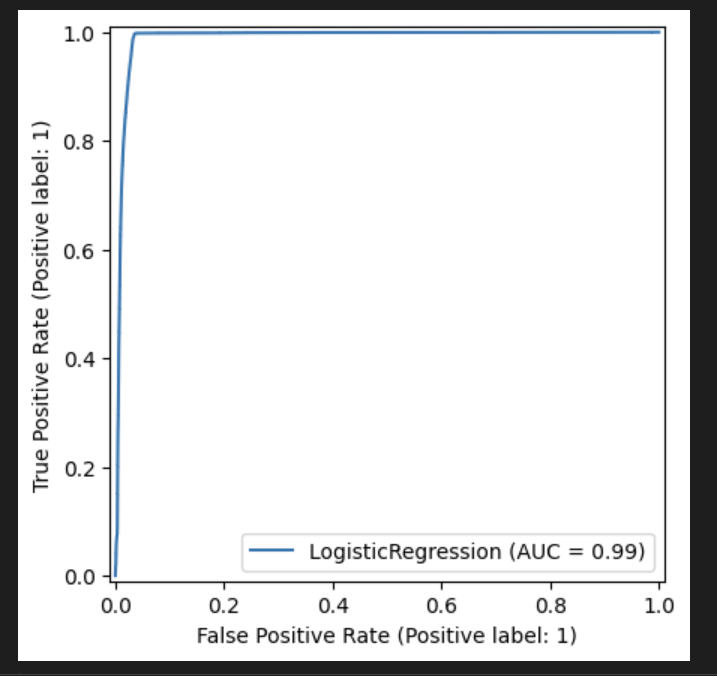 1.0
0.8
0.6
0.4
0.2
0.0
True Positive Rate (Positive label: 1)
LogisticRegression (AUC = 0.99)
0.0 0.2 0.4 0.6 0.8 1.0
False Positive Rate (Positive label: 1)